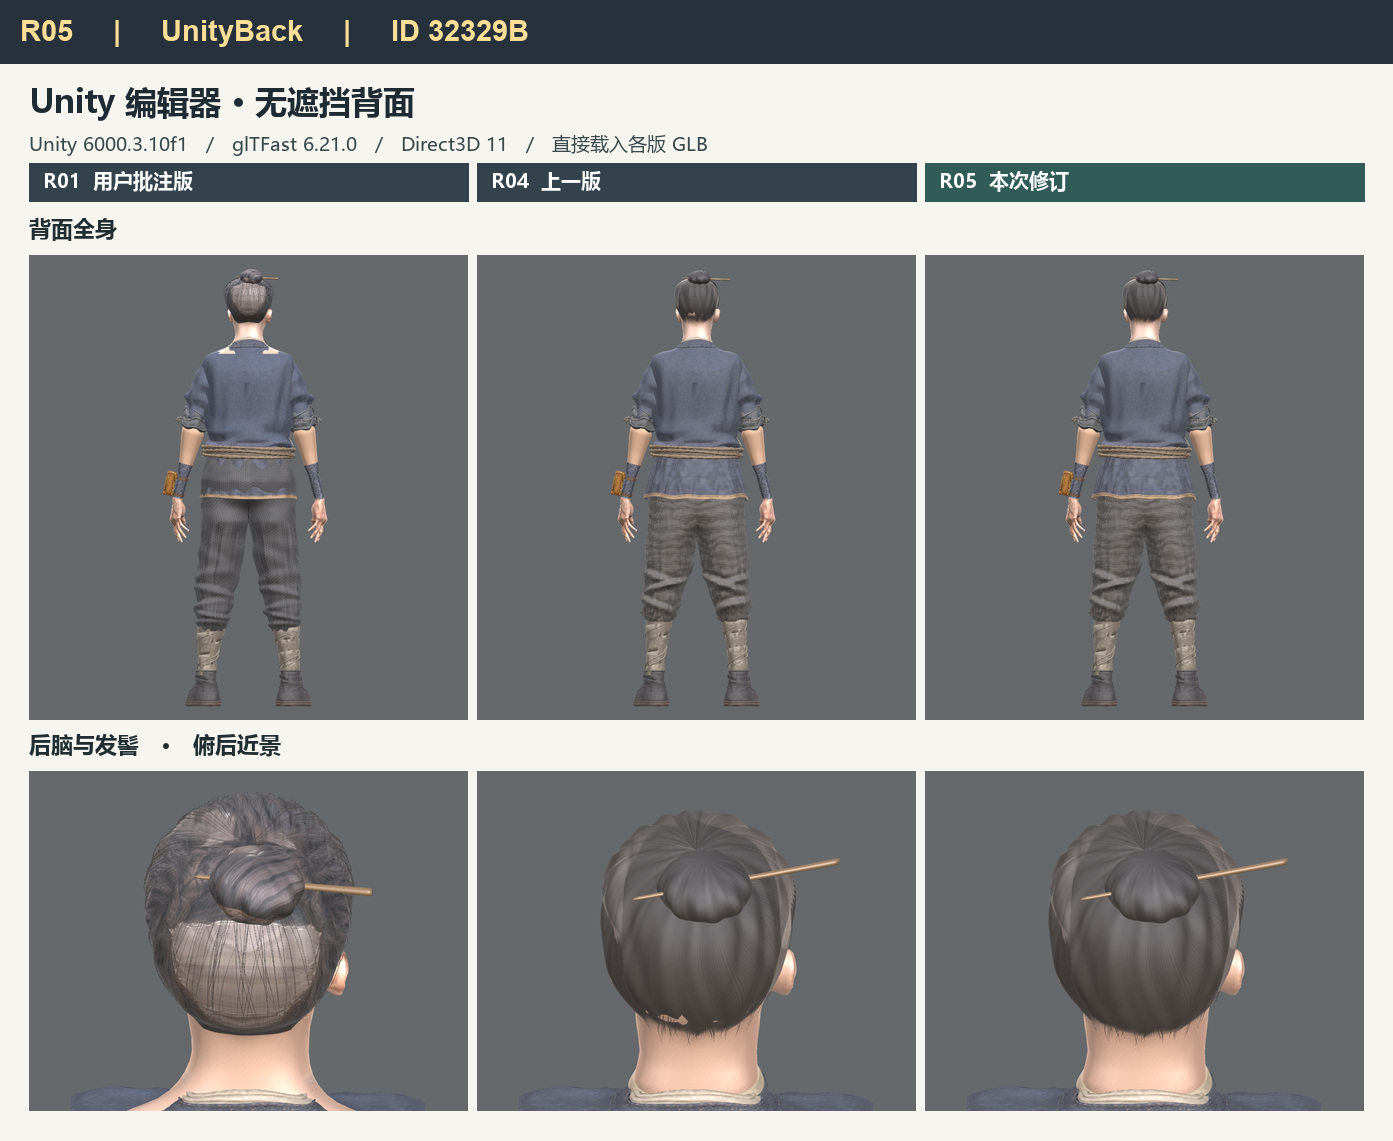 R05 | UnityBack | ID 32329B
Unity 编辑器 • 无遮挡背面
Unity 6000.3.10f1 / glTFast 6.21.0 / Direct3D 11 / 直接载入各版 GLB
R01 用户批注版
R04 上一版
R05 本次修订
背面全身
后脑与发髻 • 俯后近景